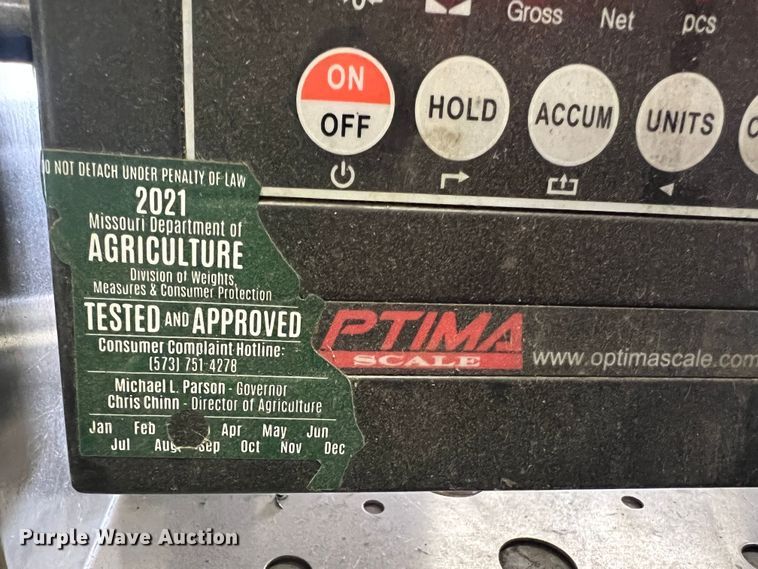 Gross Net pcs
ON
OFF
HOLD
ACCUM
UNITS
DO NOT DETACH UNDER PENALTY OF LAW
2021
Missouri Department of
AGRICULTURE
Division of Weights,
Measures & Consumer Protection
TESTED AND APPROVED
Consumer Complaint Hotline:
(573) 751-4278
Michael L. Parson - Governor
Chris Chinn - Director of Agriculture
Jan Feb Apr May Jun
Jul Aug Sep Oct Nov Dec
PTIMA
SCALE
www.optimascale.com
Purple Wave Auction